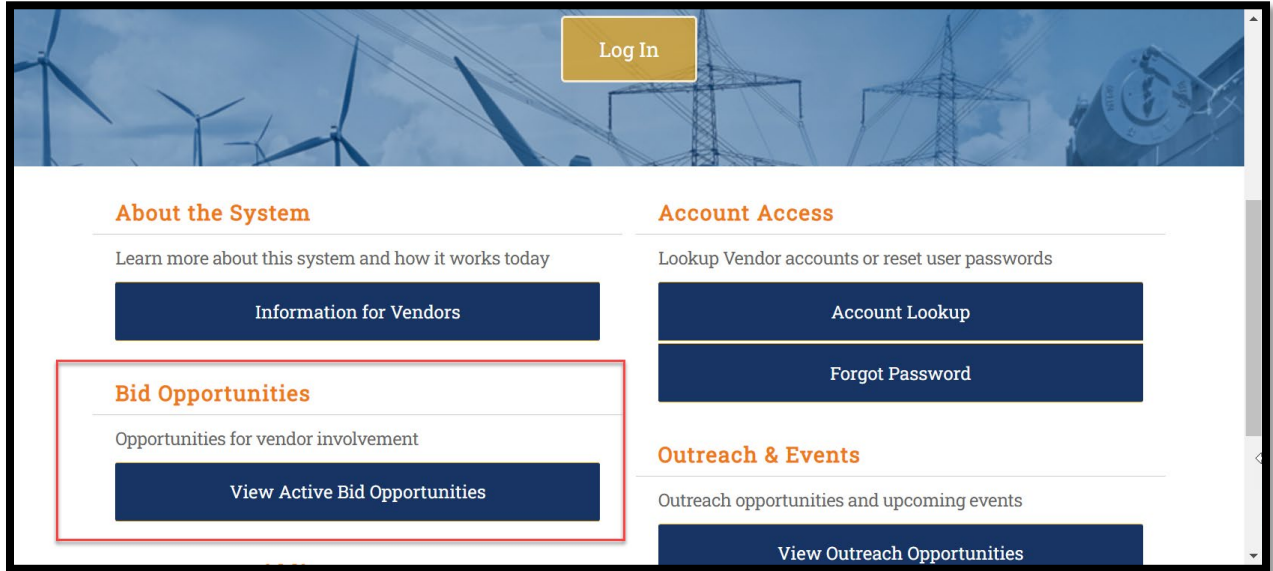 Log In
About the System
Learn more about this system and how it works today
Information for Vendors
Bid Opportunities
Opportunities for vendor involvement
View Active Bid Opportunities
Account Access
Lookup Vendor accounts or reset user passwords
Account Lookup
Forgot Password
Outreach & Events
Outreach opportunities and upcoming events
View Outreach Opportunities